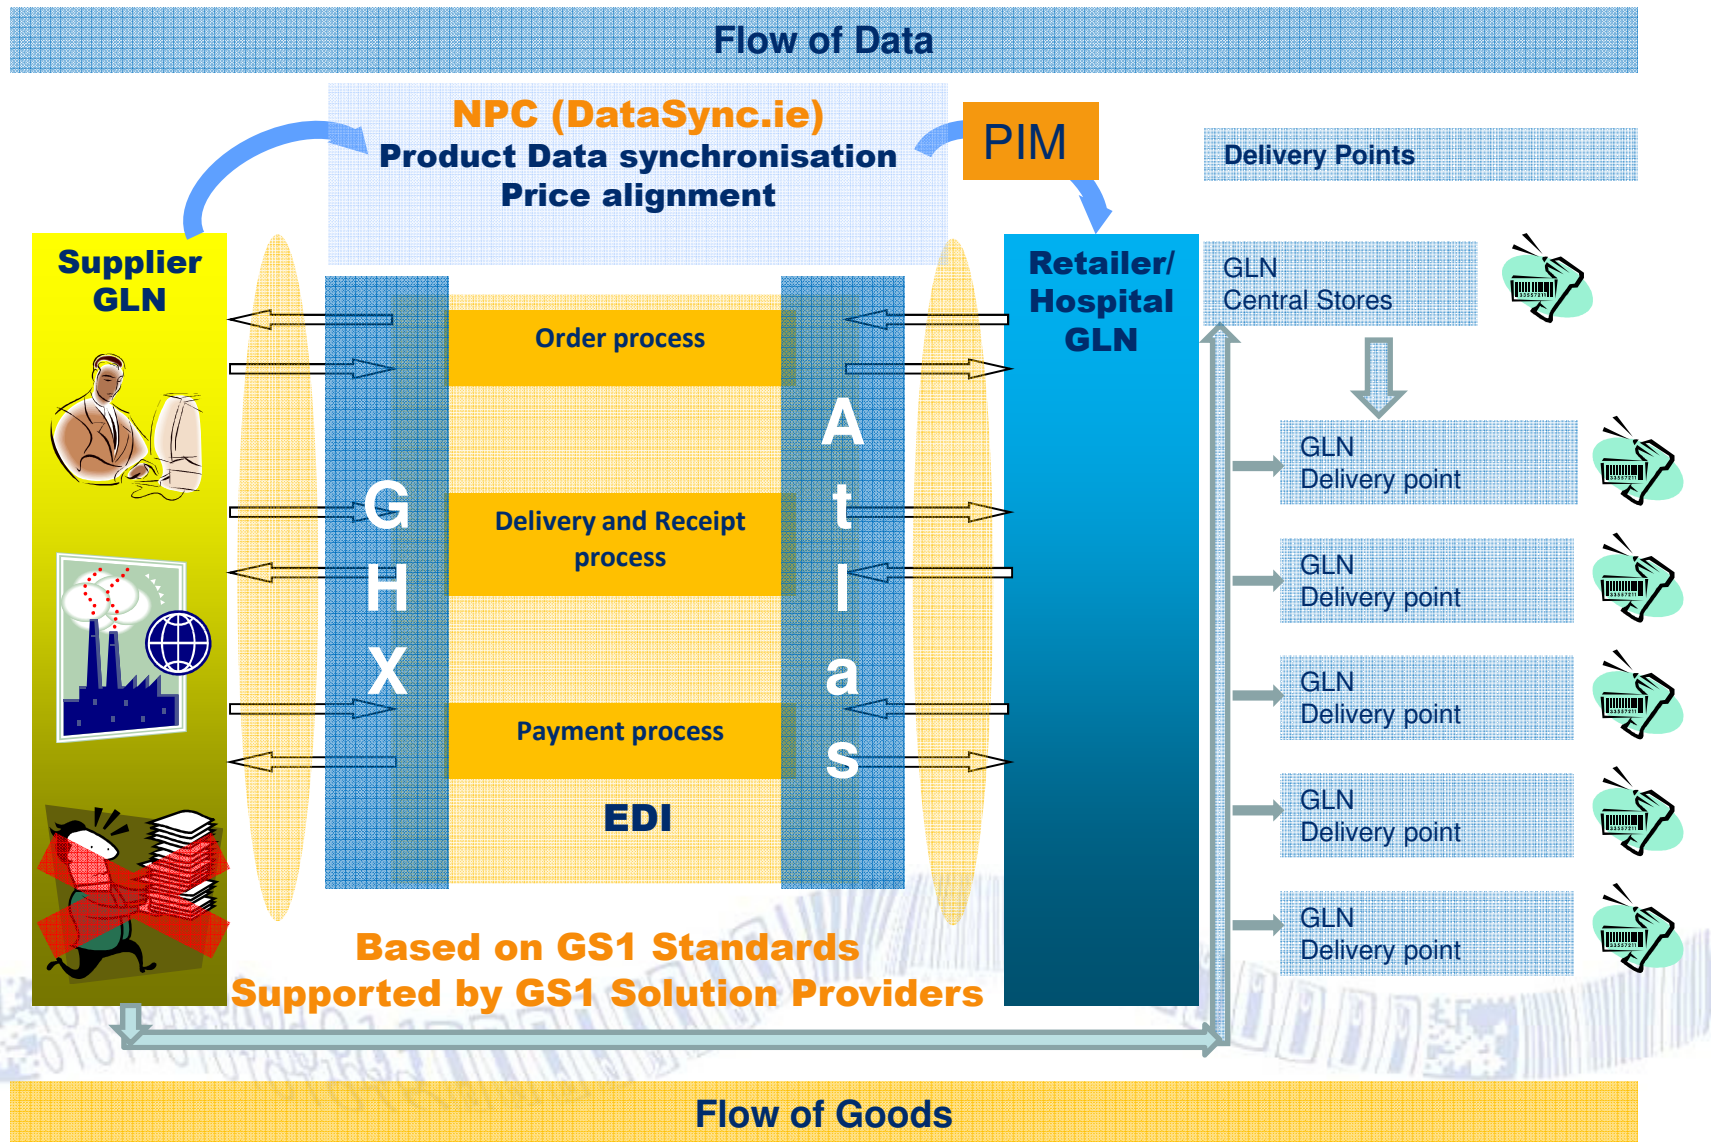 Flow of Data
NPC (DataSync.ie)
Product Data synchronisation
Price alignment
PIM
Delivery Points
Supplier
GLN
Retailer/
Hospital
GLN
GLN
Central Stores
Order process
Delivery and Receipt
process
Payment process
EDI
G
H
X
A
t
l
a
s
GLN
Delivery point
GLN
Delivery point
GLN
Delivery point
GLN
Delivery point
GLN
Delivery point
Based on GS1 Standards
Supported by GS1 Solution Providers
Flow of Goods